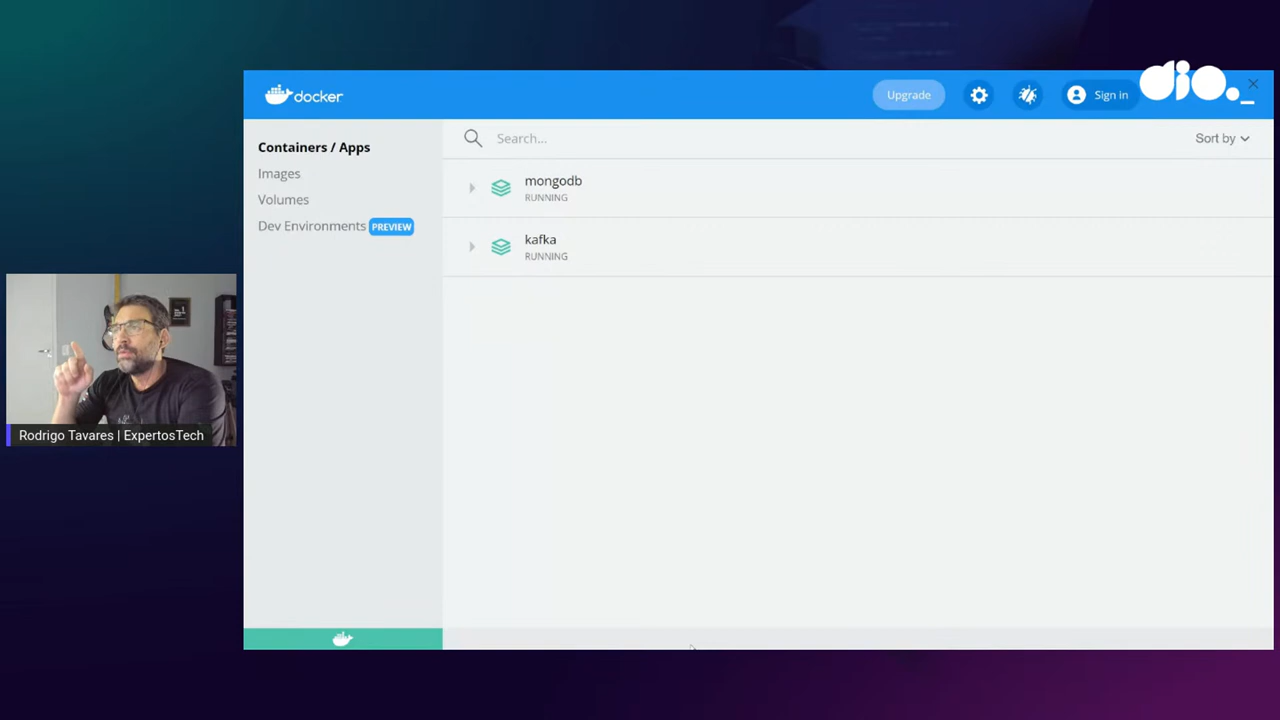 docker
Upgrade
Sign in
dio._
Containers / Apps
Images
Volumes
Dev Environments PREVIEW
Search...
Sort by
mongodb
RUNNING
kafka
RUNNING
Rodrigo Tavares | ExpertosTech